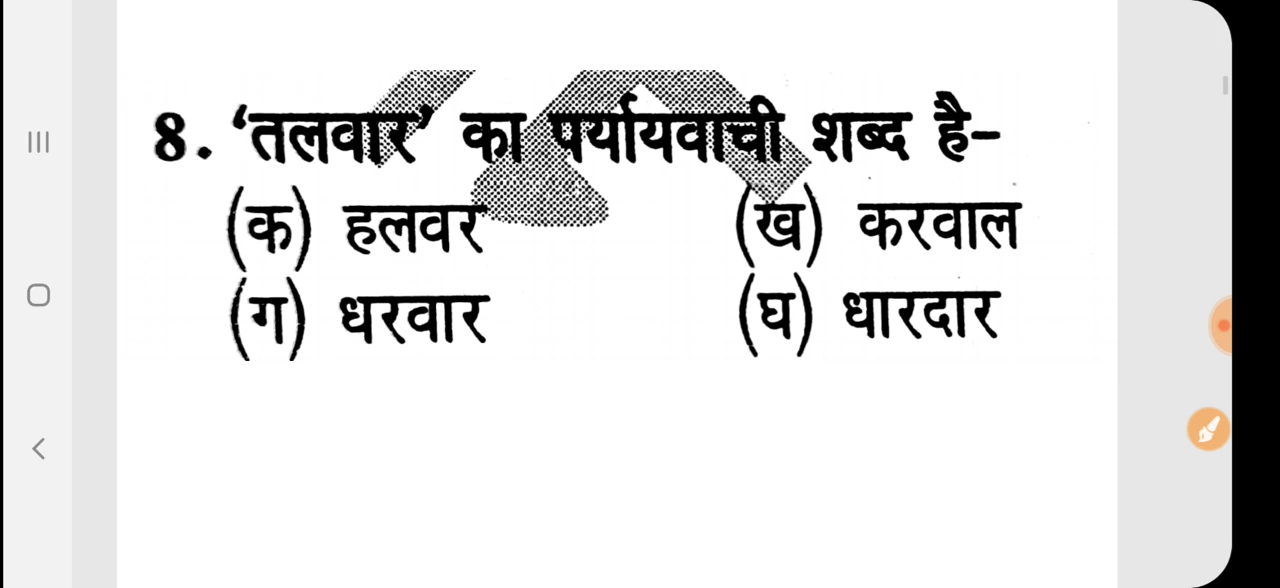 8. ‘तलवार’ का पर्यायवाची शब्द है–
(क) हलवर (ख) करवाल
(ग) धरवार (घ) धारदार